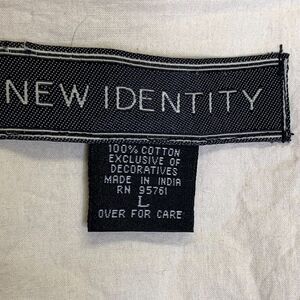 NEW IDENTITY
100% COTTON
EXCLUSIVE OF
DECORATIVES
MADE IN INDIA
RN 95761
L
OVER FOR CARE